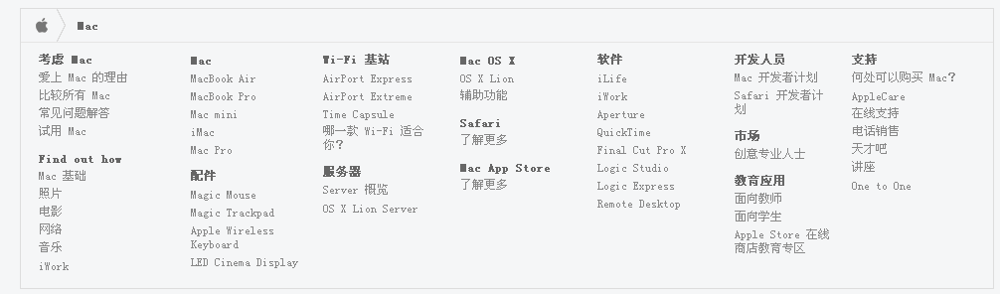 Mac
考虑 Mac
爱上 Mac 的理由
比较所有 Mac
常见问题解答
试用 Mac
Find out how
Mac 基础
照片
电影
网络
音乐
iWork
Mac
MacBook Air
MacBook Pro
Mac mini
iMac
Mac Pro
配件
Magic Mouse
Magic Trackpad
Apple Wireless
Keyboard
LED Cinema Display
Wi-Fi 基站
AirPort Express
AirPort Extreme
Time Capsule
哪一款 Wi-Fi 适合
你？
服务器
Server 概览
OS X Lion Server
Mac OS X
OS X Lion
辅助功能
Safari
了解更多
Mac App Store
了解更多
软件
iLife
iWork
Aperture
QuickTime
Final Cut Pro X
Logic Studio
Logic Express
Remote Desktop
开发人员
Mac 开发者计划
Safari 开发者计
划
市场
创意专业人士
教育应用
面向教师
面向学生
Apple Store 在线
商店教育专区
支持
何处可以购买 Mac？
AppleCare
在线支持
电话销售
天才吧
讲座
One to One